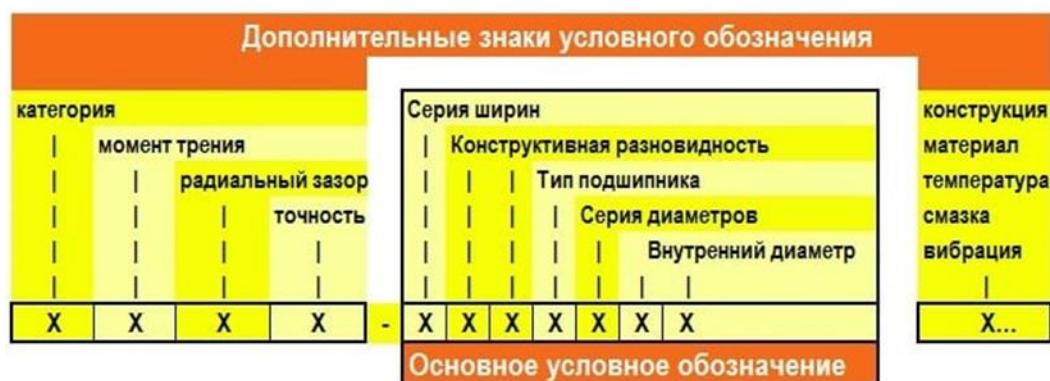 Дополнительные знаки условного обозначения
категория
момент трения
радиальный зазор
точность
Серия ширин
Конструктивная разновидность
Тип подшипника
Серия диаметров
Внутренний диаметр
конструкция
материал
температура
смазка
вибрация
X X X X - X X X X X X X X...
Основное условное обозначение